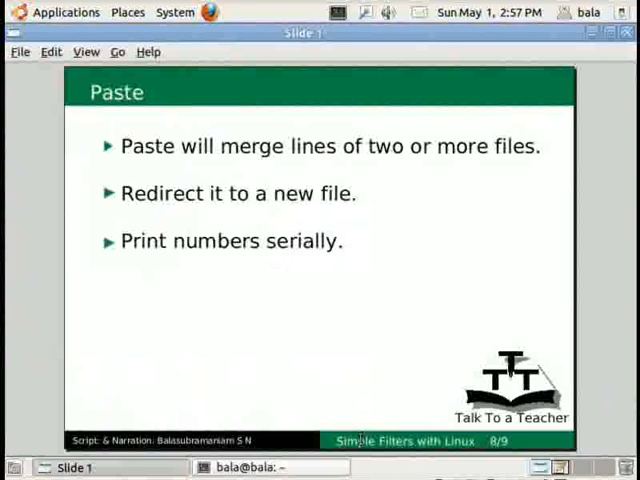 Applications Places System Sun May 1, 2:57 PM bala
Slide 1
File Edit View Go Help
Paste
Paste will merge lines of two or more files.
Redirect it to a new file.
Print numbers serially.
TTT
Talk To a Teacher
Script: & Narration: Balasubramaniam S N Simple Filters with Linux 8/9
Slide 1 bala@bala: ~